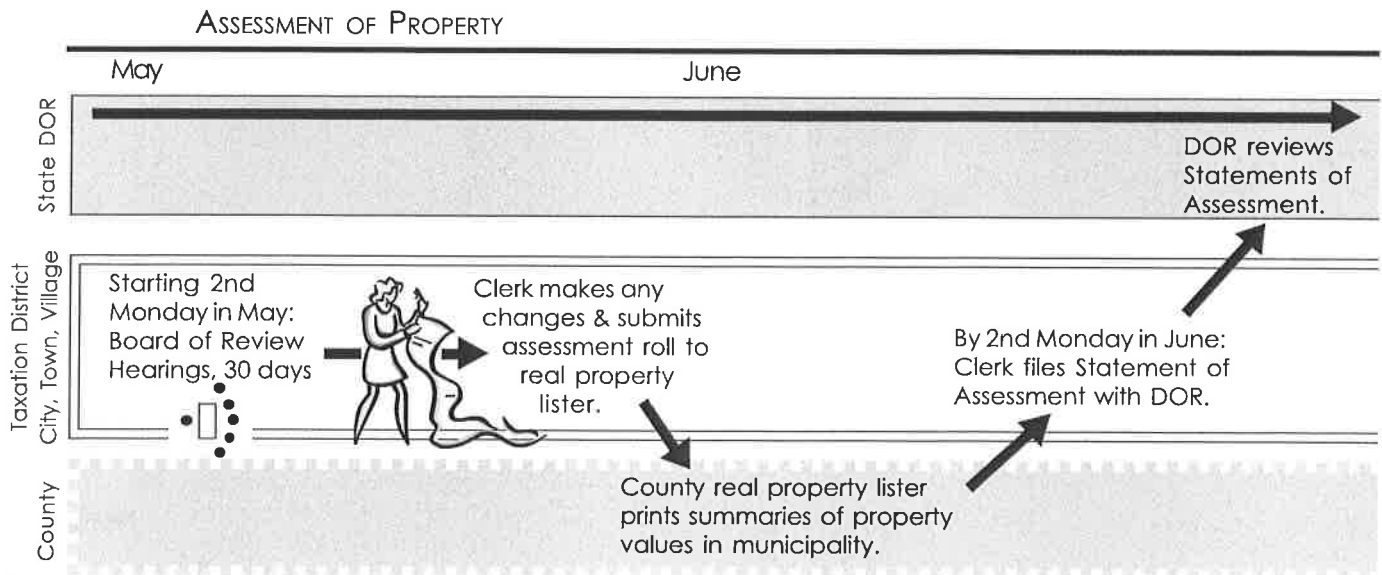 ASSESSMENT OF PROPERTY
May
June
State DOR
DOR reviews
Statements of
Assessment.
Taxation District
City, Town, Village
Starting 2nd
Monday in May:
Board of Review
Hearings, 30 days
Clerk makes any
changes & submits
assessment roll to
real property
lister.
By 2nd Monday in June:
Clerk files Statement of
Assessment with DOR.
County
County real property lister
prints summaries of property
values in municipality.